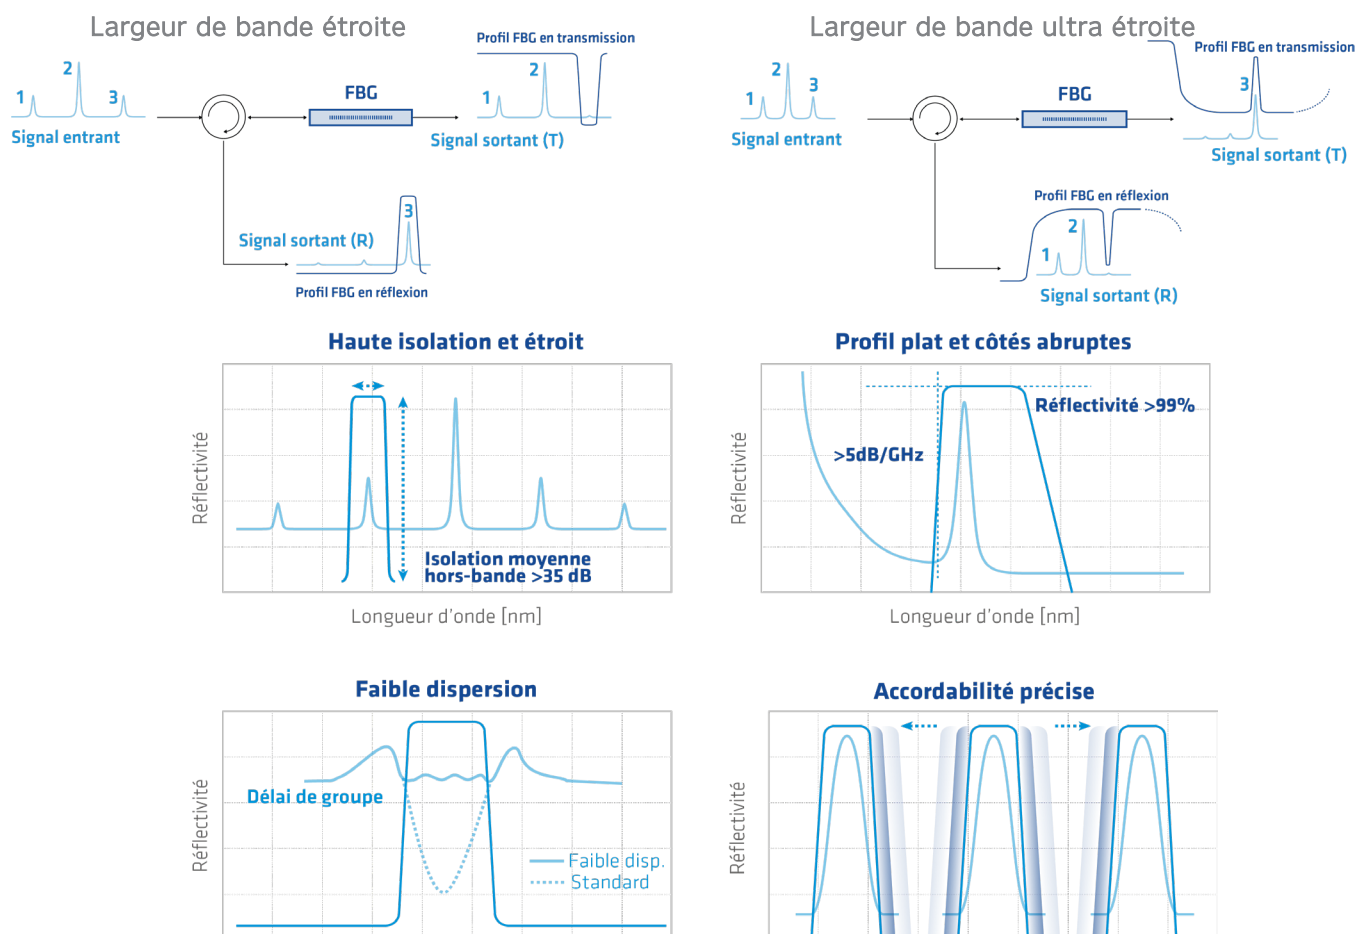 Largeur de bande étroite
Profil FBG en transmission
1
2
3
FBG
1
2
Signal entrant
Signal sortant (T)
3
Signal sortant (R)
Profil FBG en réflexion
Largeur de bande ultra étroite
Profil FBG en transmission
1
2
3
FBG
3
Signal entrant
Signal sortant (T)
Profil FBG en réflexion
1
2
Signal sortant (R)
Haute isolation et étroit
Réflectivité
Isolation moyenne
hors-bande >35 dB
Longueur d'onde [nm]
Profil plat et côtés abruptes
Réflectivité
Réflectivité >99%
>5dB/GHz
Longueur d'onde [nm]
Faible dispersion
Réflectivité
Délai de groupe
Faible disp.
Standard
Accordabilité précise
Réflectivité